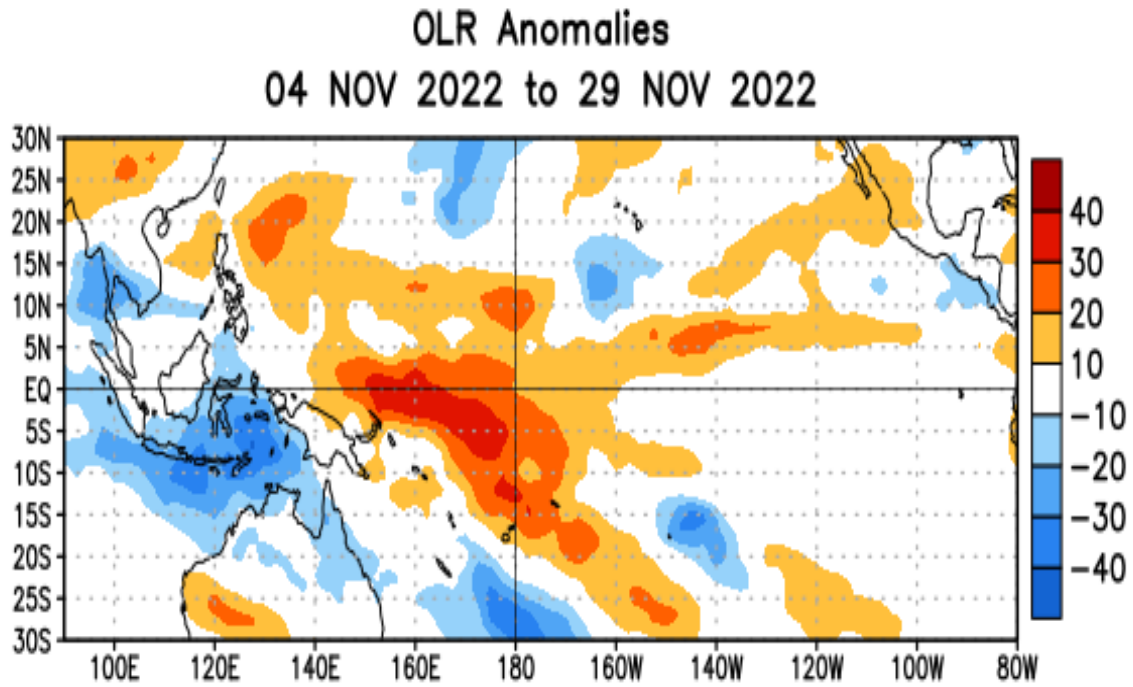 OLR Anomalies
04 NOV 2022 to 29 NOV 2022
30N
25N
20N
15N
10N
5N
EQ
5S
10S
15S
20S
25S
30S
100E 120E 140E 160E 180 160W 140W 120W 100W 80W
40
30
20
10
-10
-20
-30
-40